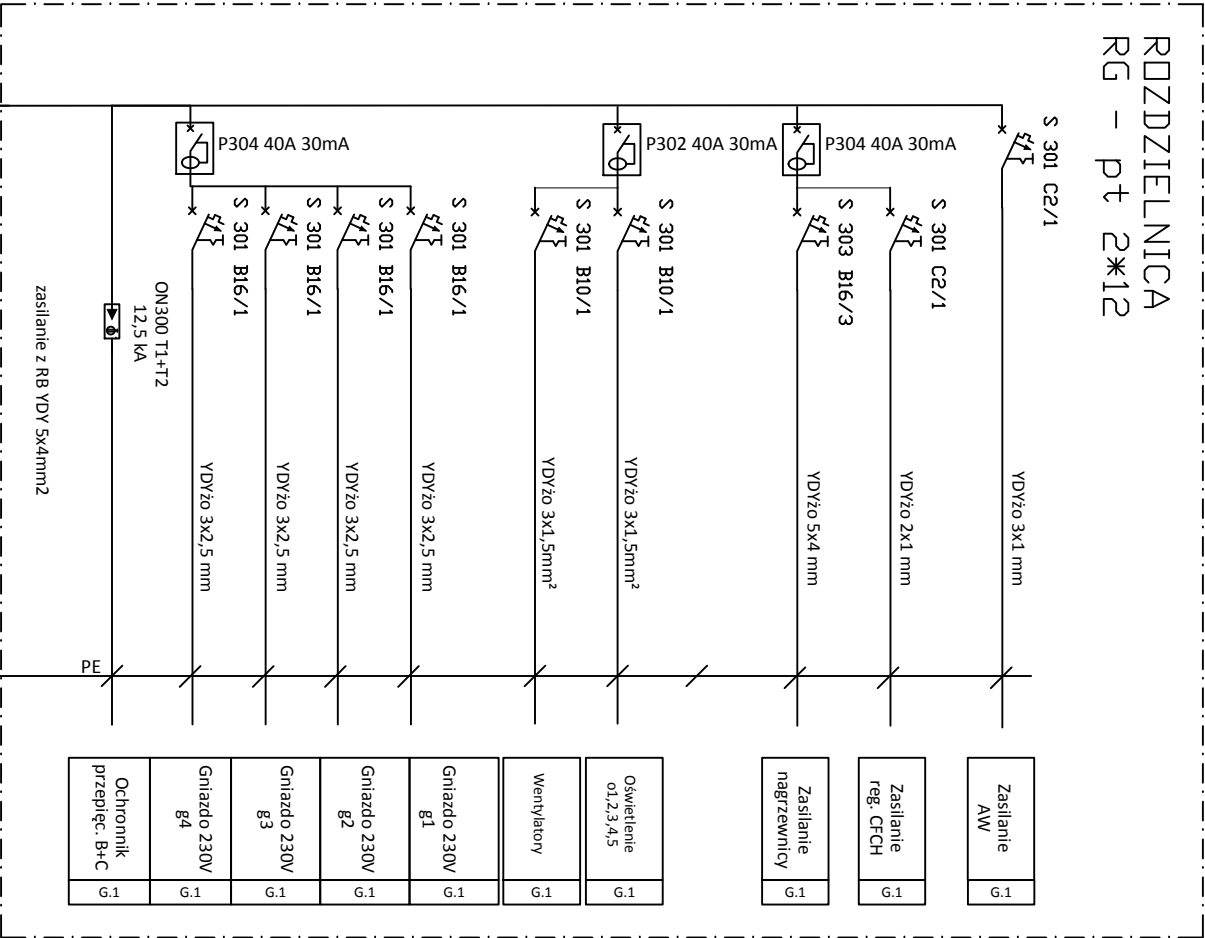 ROZDZIELNICA
RG - pt 2*12
S 301 C2/1
P304 40A 30mA
P302 40A 30mA
P304 40A 30mA
S 301 C2/1
S 303 B16/3
S 301 B10/1
S 301 B10/1
S 301 B16/1
S 301 B16/1
S 301 B16/1
S 301 B16/1
ON300 T1+T2
12,5 kA
zasilanie z RB YDY 5x4mm2
YDYżo 3x1 mm
YDYżo 2x1 mm
YDYżo 5x4 mm
YDYżo 3x1,5mm²
YDYżo 3x1,5mm²
YDYżo 3x2,5 mm
YDYżo 3x2,5 mm
YDYżo 3x2,5 mm
YDYżo 3x2,5 mm
PE
Zasilanie
AW
G.1
Zasilanie
reg. CFCH
G.1
Zasilanie
nagrzewnicy
G.1
Oświetlenie
o1,2,3,4,5
G.1
Wentylatory
G.1
Gniazdo 230V
g1
G.1
Gniazdo 230V
g2
G.1
Gniazdo 230V
g3
G.1
Gniazdo 230V
g4
G.1
Ochronnik
przepięc. B+C
G.1